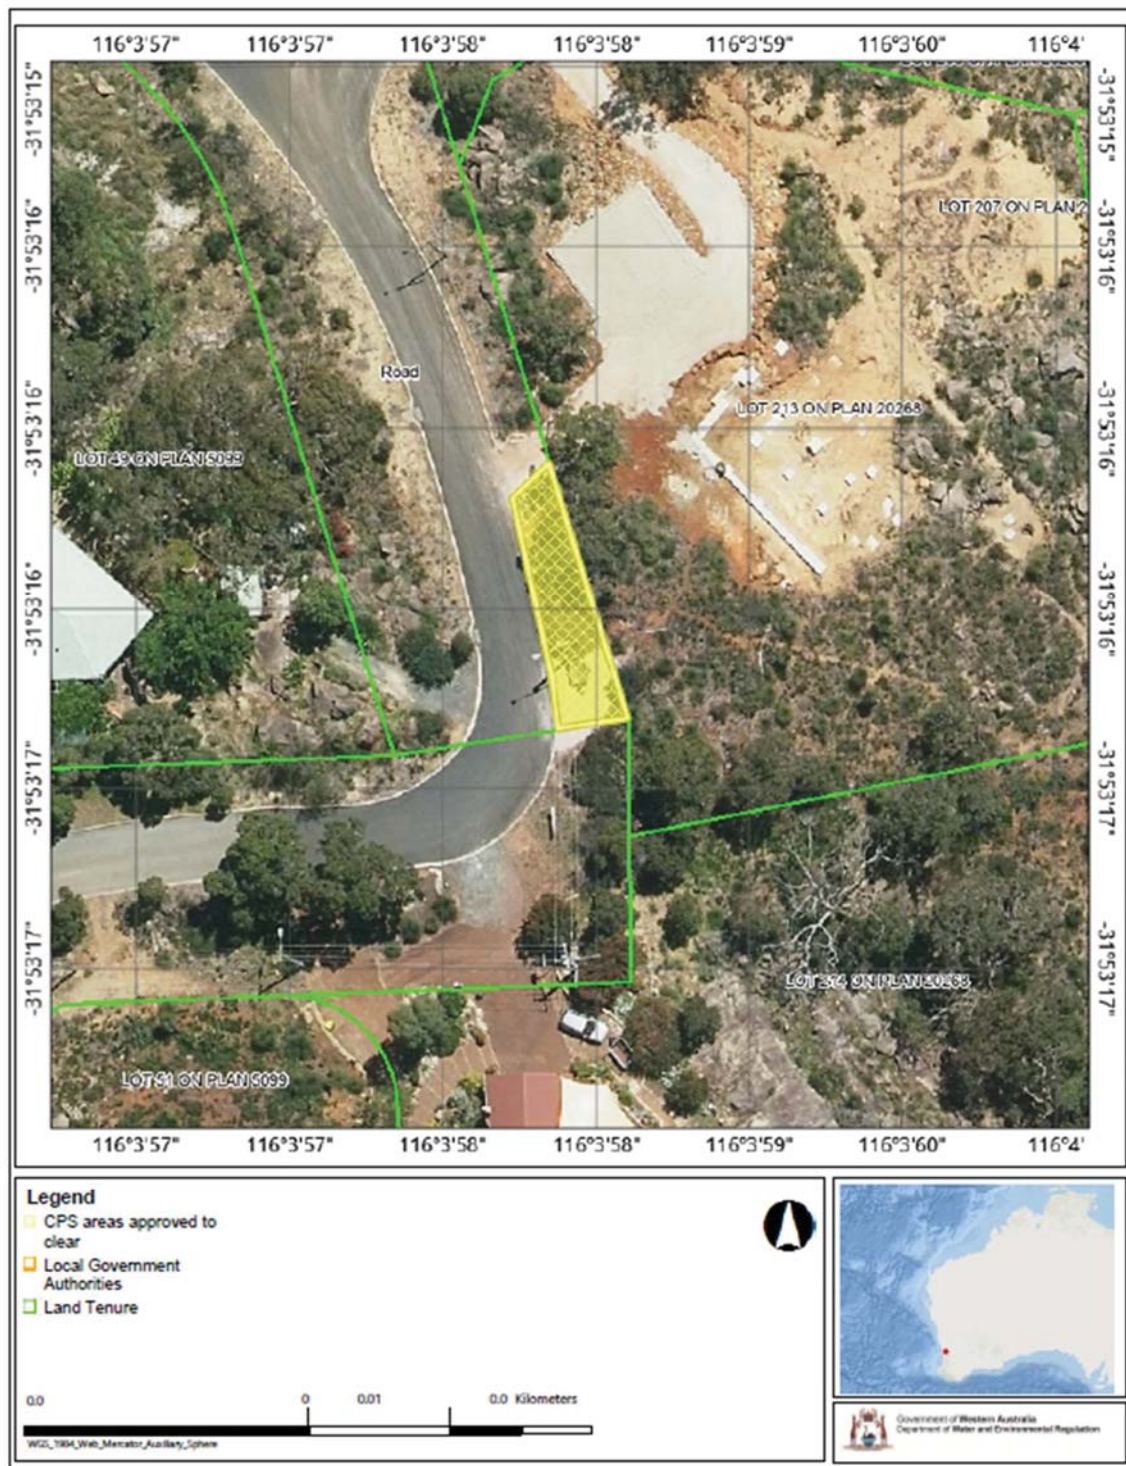 116°3'57" 116°3'57" 116°3'58" 116°3'58" 116°3'59" 116°3'60" 116°4'
-31°53'15"
-31°53'16"
-31°53'16"
-31°53'16"
-31°53'17"
-31°53'17"
-31°53'15"
-31°53'16"
-31°53'16"
-31°53'16"
-31°53'17"
-31°53'17"
LOT 207 ON PLAN 2
Road
LOT 213 ON PLAN 20268
LOT 49 ON PLAN 5099
LOT 214 ON PLAN 20268
LOT 51 ON PLAN 5099
116°3'57" 116°3'57" 116°3'58" 116°3'58" 116°3'59" 116°3'60" 116°4'
Legend
CPS areas approved to
clear
Local Government
Authorities
Land Tenure
0.0 0 0.01 0.0 Kilometers
WGS_1984_Web_Mercator_Auxiliary_Sphere
Government of Western Australia
Department of Water and Environmental Regulation